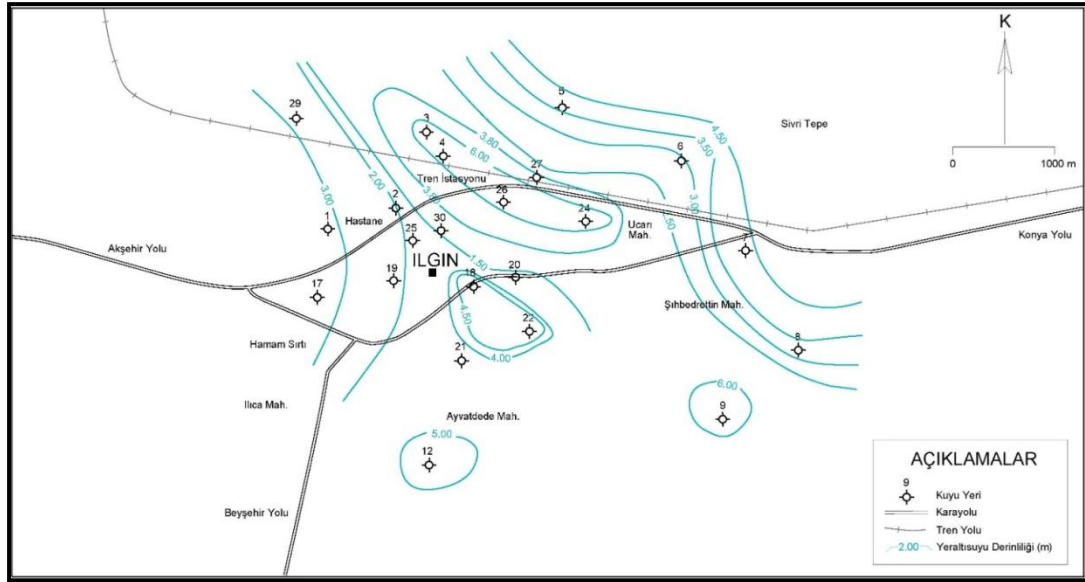 K
0
1000 m
29
3
4
5
6
27
2
26
24
1
30
25
7
19
18
20
17
22
21
8
9
12
3.00
2.00
3.80
6.00
4.50
3.50
3.00
1.50
4.50
4.00
6.00
5.00
Sivri Tepe
Tren İstasyonu
Hastane
Ucarı
Mah.
Akşehir Yolu
Konya Yolu
ILGIN
Şıhbedrettin Mah.
Hamam Sırtı
Ilıca Mah.
Ayvatdede Mah.
Beyşehir Yolu
AÇIKLAMALAR
9
Kuyu Yeri
Karayolu
Tren Yolu
2.00 Yeraltısuyu Derinliği (m)